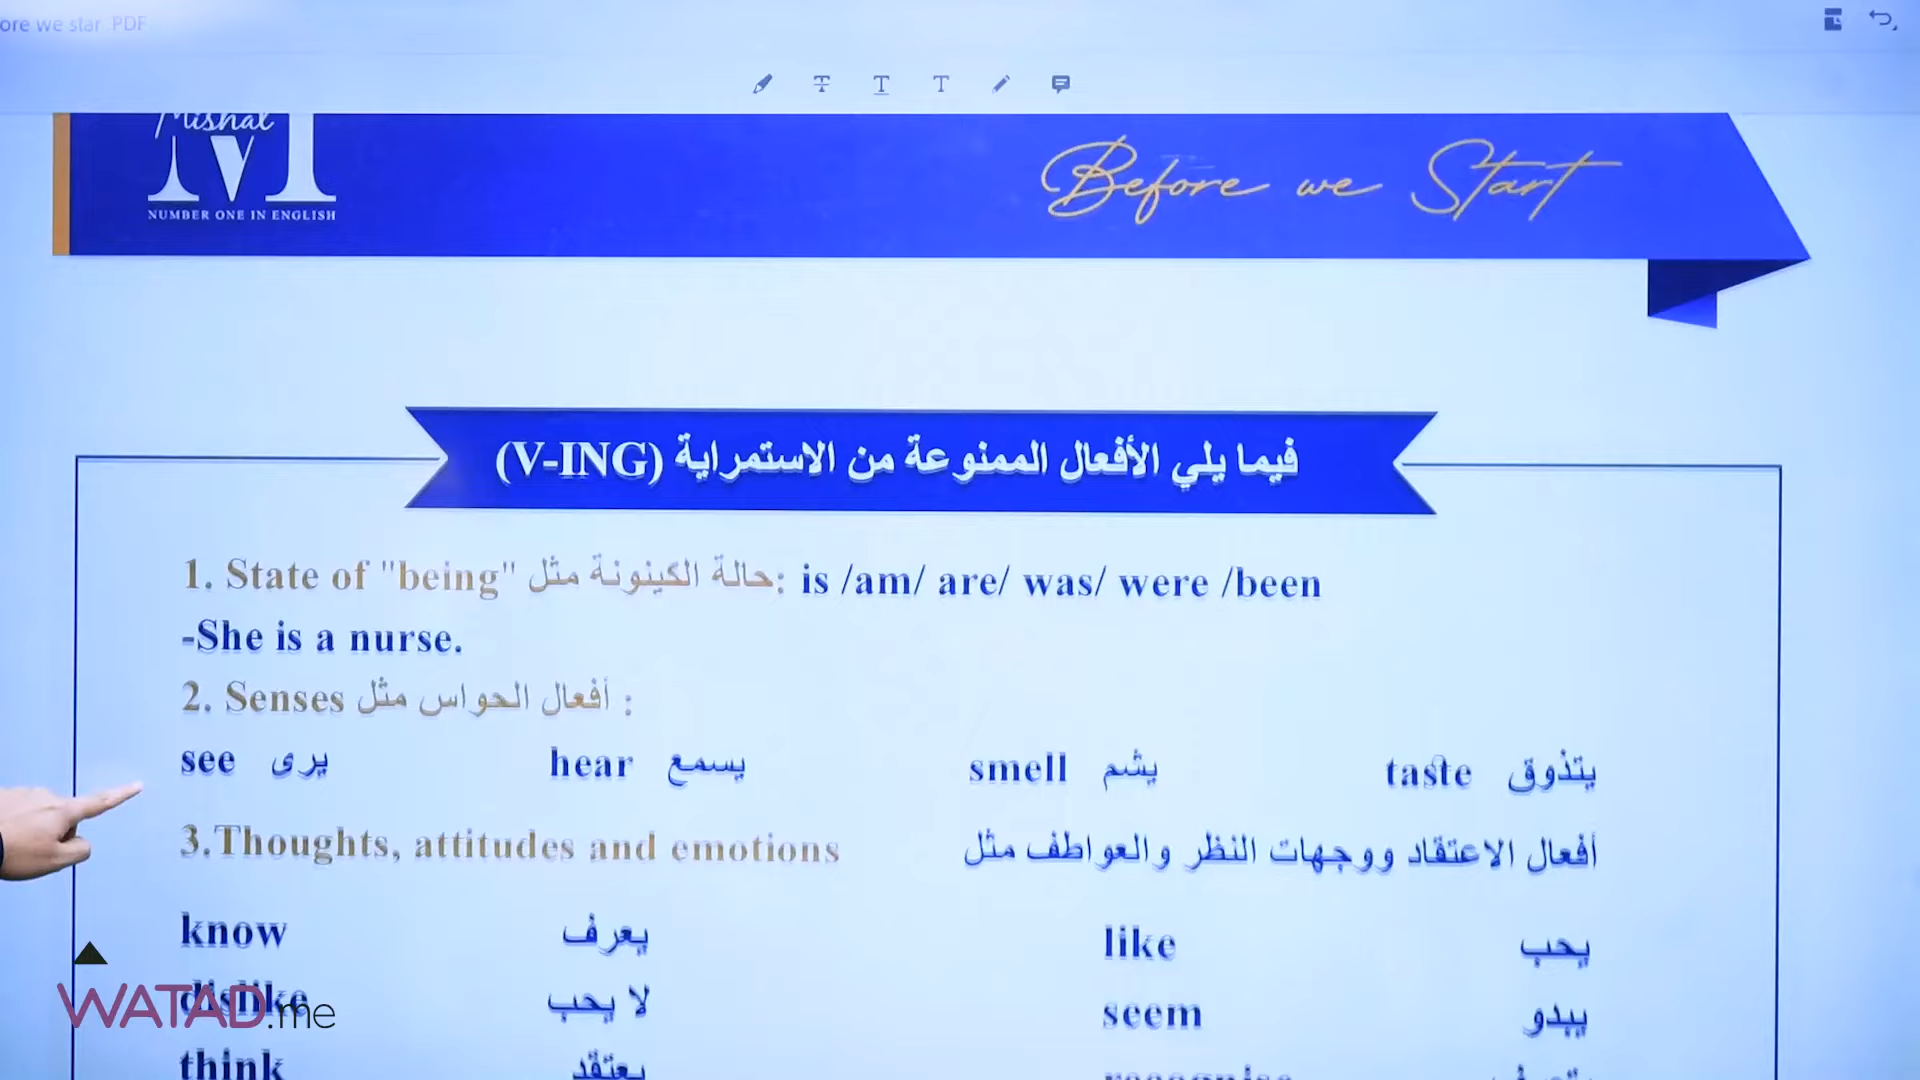 ore we star .PDF
Mishal
M
NUMBER ONE IN ENGLISH
Before we Start
فيما يلي الأفعال الممنوعة من الاستمراية (V-ING)
1. State of "being" حالة الكينونة مثل: is /am/ are/ was/ were /been
-She is a nurse.
2. Senses أفعال الحواس مثل :
see يرى hear يسمع smell يشم taste يتذوق
3.Thoughts, attitudes and emotions أفعال الاعتقاد ووجهات النظر والعواطف مثل
know يعرف like يحب
dislike لا يحب seem يبدو
WATAD.me
think يعتقد